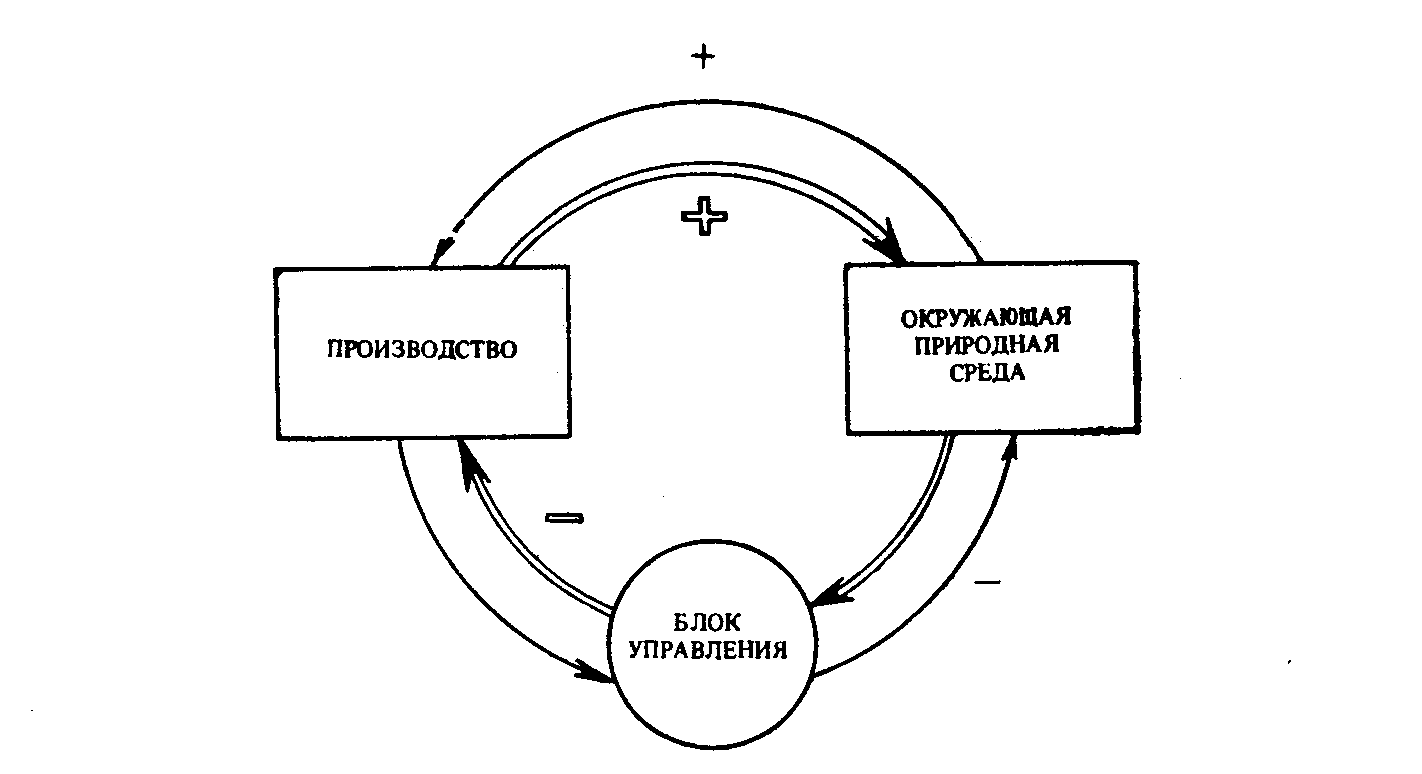 +
+
ПРОИЗВОДСТВО
ОКРУЖАЮЩАЯ
ПРИРОДНАЯ
СРЕДА
—
—
БЛОК
УПРАВЛЕНИЯ